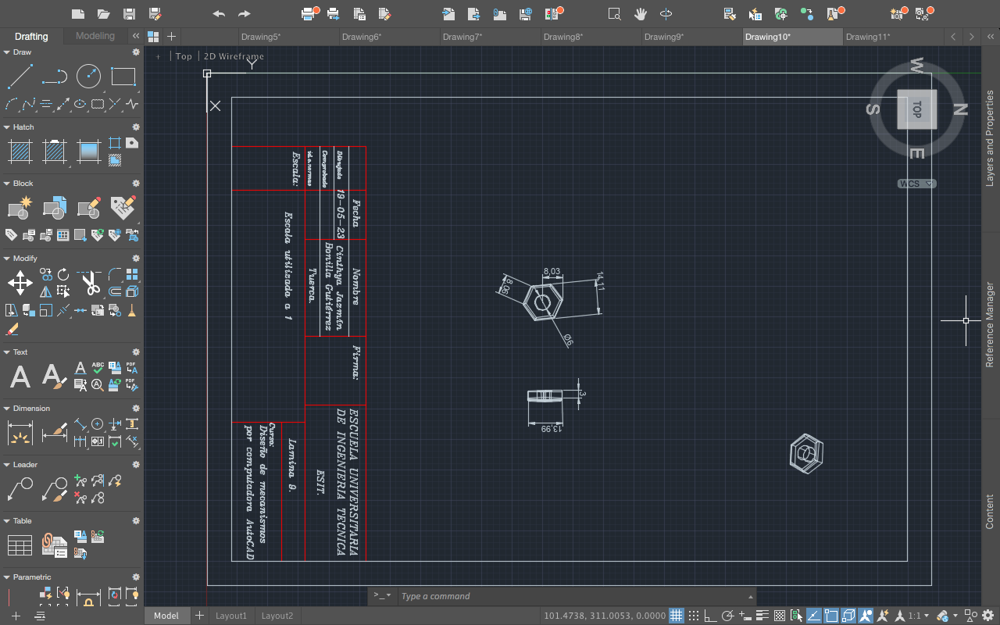 Drafting
Modeling
Drawing5*
Drawing6*
Drawing7*
Drawing8*
Drawing9*
Drawing10*
Drawing11*
Draw
Hatch
Block
Modify
Text
Dimension
Leader
Table
Parametric
+ | Top | 2D Wireframe
Y
X
W
S
TOP
N
E
WCS
Layers and Properties
Reference Manager
Content
Dibujado
Comprobado
id.s.normas
Escala:
Fecha
19-05-23
Escala utilizada a 1
Nombre
Cinthya Jazmin
Bonilla Gutiérrez
Tuerca.
Firma:
ESCUELA UNIVERSITARIA
DE INGENIERIA TECNICA
ESIT.
Lamina 9.
Curso:
Diseño de mecanismos
por computadora AutoCAD
8,03
14,11
8,06
Ø6
3
13,99
>_ Type a command
Model
Layout1
Layout2
101.4738, 311.0053, 0.0000
1:1